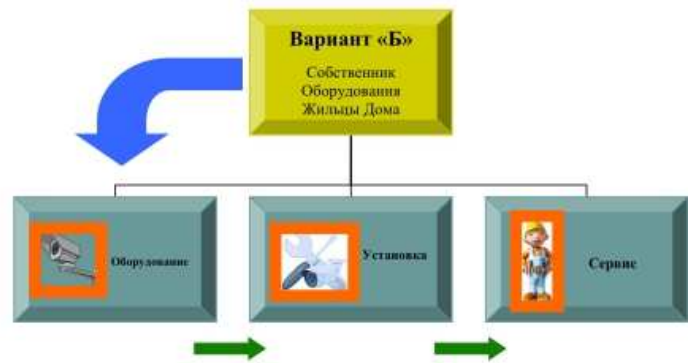 Вариант «Б»
Собственник
Оборудования
Жильцы Дома
Оборудование
Установка
Сервис